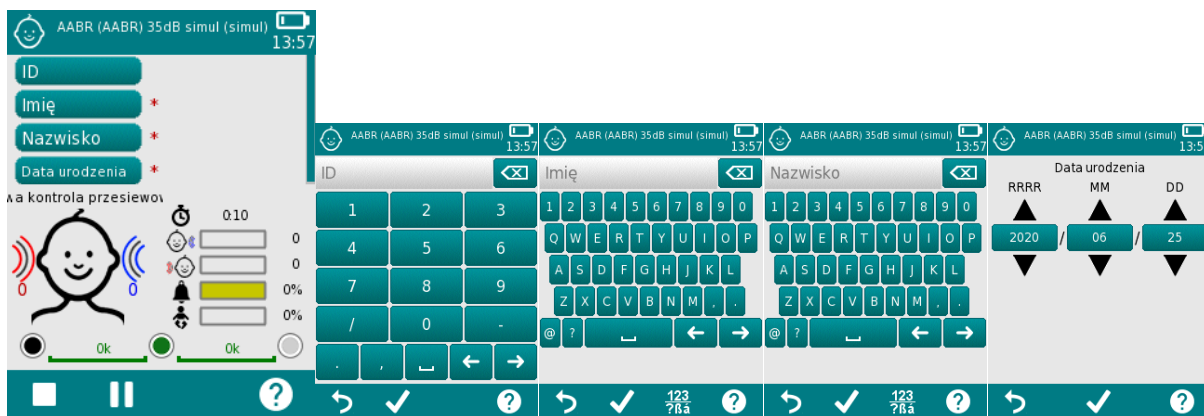 AABR (AABR) 35dB simul (simul)
13:57
ID
Imię *
Nazwisko *
Data urodzenia *
a kontrola przesiewow
0:10
0
0
0%
0%
0
0
0k
0k
?
AABR (AABR) 35dB simul (simul)
13:57
ID
1 2 3
4 5 6
7 8 9
/ 0 -
. ,
?
AABR (AABR) 35dB simul (simul)
13:57
Imię
1 2 3 4 5 6 7 8 9 0
Q W E R T Y U I O P
A S D F G H J K L
Z X C V B N M , .
@ ?
123
?ßà
?
AABR (AABR) 35dB simul (simul)
13:57
Nazwisko
1 2 3 4 5 6 7 8 9 0
Q W E R T Y U I O P
A S D F G H J K L
Z X C V B N M , .
@ ?
123
?ßà
?
AABR (AABR) 35dB simul (simul)
13:5
Data urodzenia
RRRR MM DD
2020 / 06 / 25
?